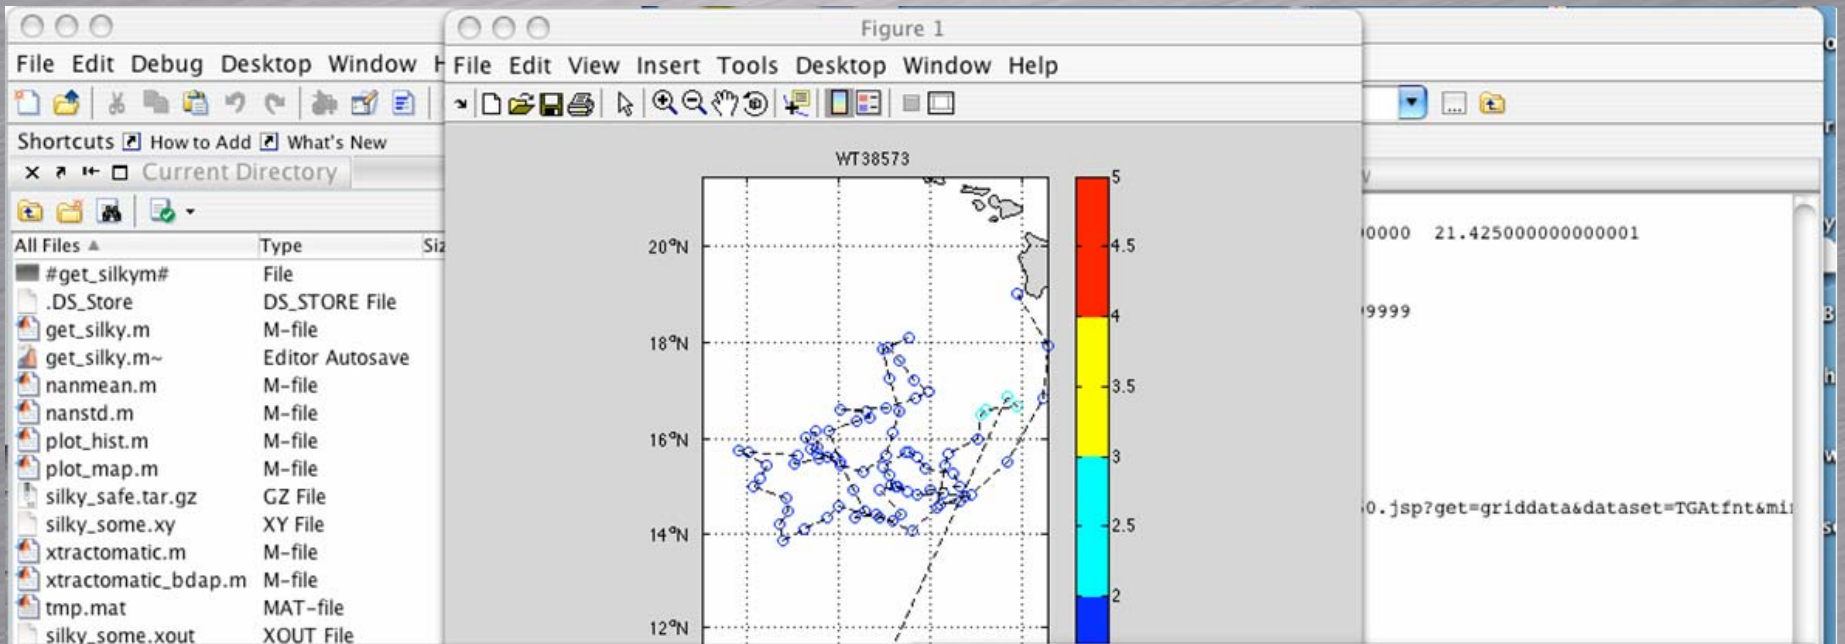 Figure 1
File Edit Debug Desktop Window
File Edit View Insert Tools Desktop Window Help
Shortcuts How to Add What's New
Current Directory
All Files Type Siz
#get_silkym# File
.DS_Store DS_STORE File
get_silky.m M-file
get_silky.m~ Editor Autosave
nanmean.m M-file
nanstd.m M-file
plot_hist.m M-file
plot_map.m M-file
silky_safe.tar.gz GZ File
silky_some.xy XY File
xtractomatic.m M-file
xtractomatic_bdap.m M-file
tmp.mat MAT-file
silky_some.xout XOUT File
WT38573
20°N
18°N
16°N
14°N
12°N
5
4.5
4
3.5
3
2.5
2
0000 21.425000000000001
9999
0.jsp?get=griddata&dataset=TGAtfnt&mi